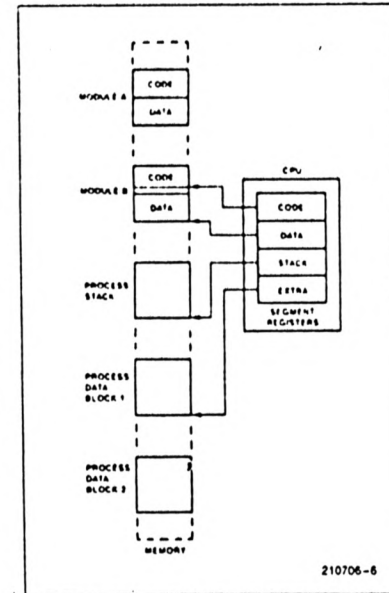 MODULE A
CODE
DATA
MODULE B
CODE
DATA
CPU
CODE
DATA
STACK
EXTRA
SEGMENT
REGISTERS
PROCESS
STACK
PROCESS
DATA
BLOCK 1
PROCESS
DATA
BLOCK 2
MEMORY
210706-6